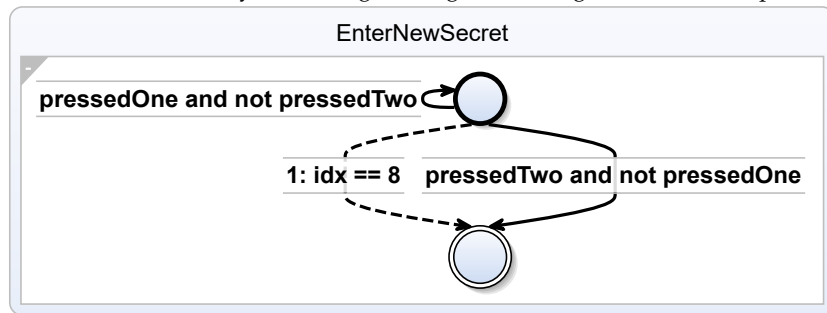 EnterNewSecret
-
pressedOne and not pressedTwo
1: idx == 8
pressedTwo and not pressedOne